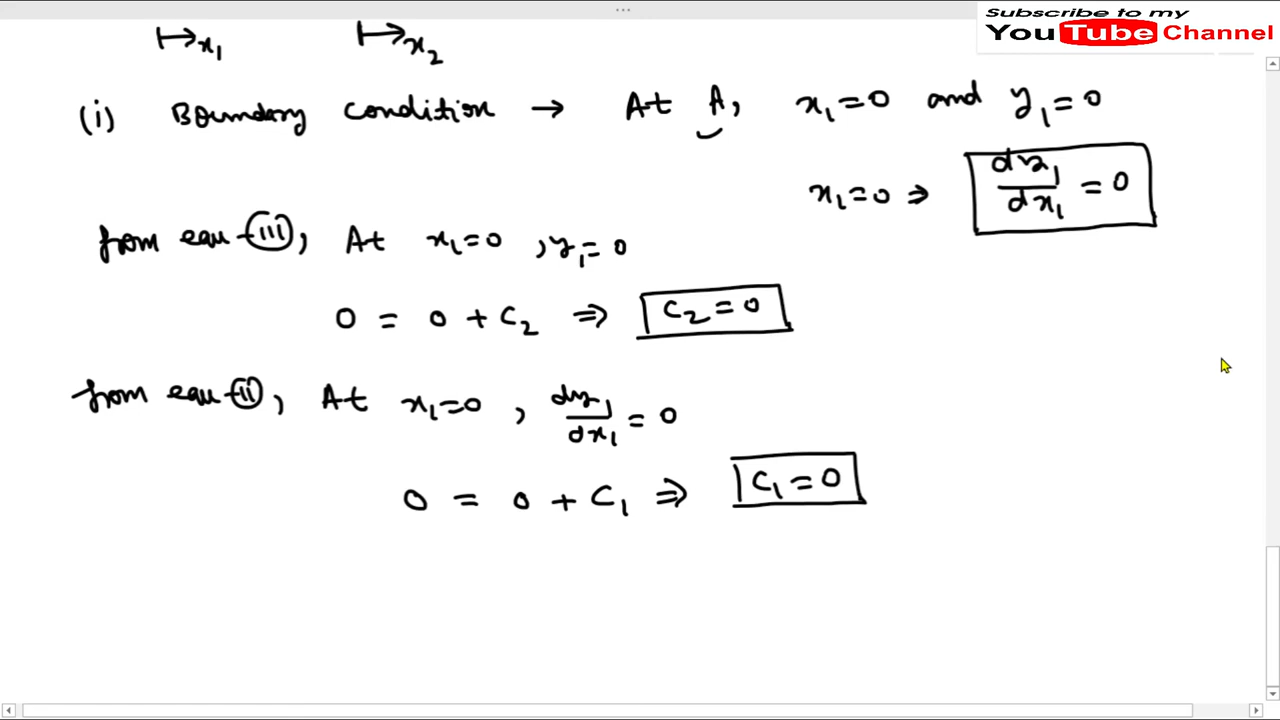 Subscribe to my
YouTube Channel
↦x₁ ↦x₂
(i) Boundary condition → At A, x₁=0 and y₁=0
x₁=0 ⇒ dy₁/dx₁ = 0
from equ-(iii), At x₁=0, y₁=0
0 = 0 + C₂ ⇒ C₂=0
from equ-(ii), At x₁=0, dy₁/dx₁ = 0
0 = 0 + C₁ ⇒ C₁=0